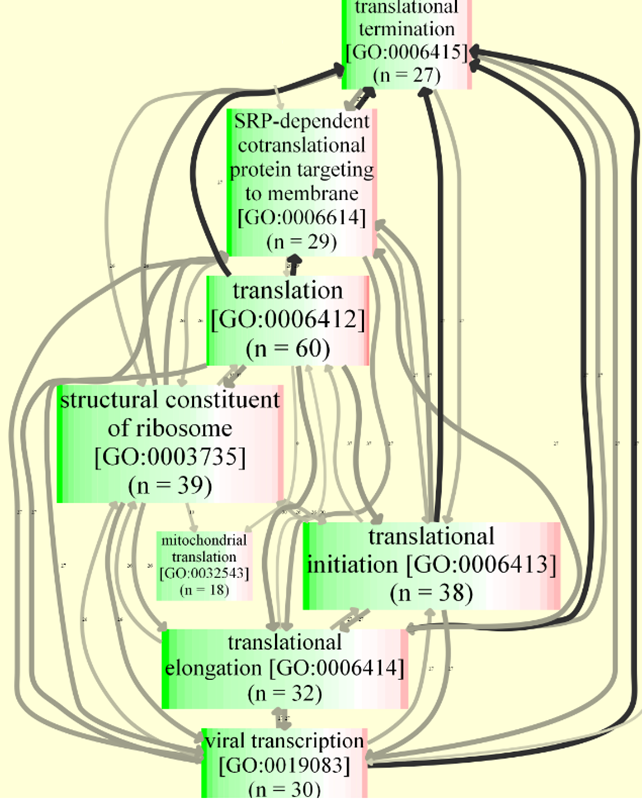 translational
termination
[GO:0006415]
(n = 27)
SRP-dependent
cotranslational
protein targeting
to membrane
[GO:0006614]
(n = 29)
translation
[GO:0006412]
(n = 60)
structural constituent
of ribosome
[GO:0003735]
(n = 39)
mitochondrial
translation
[GO:0032543]
(n = 18)
translational
initiation [GO:0006413]
(n = 38)
translational
elongation [GO:0006414]
(n = 32)
viral transcription
[GO:0019083]
(n = 30)